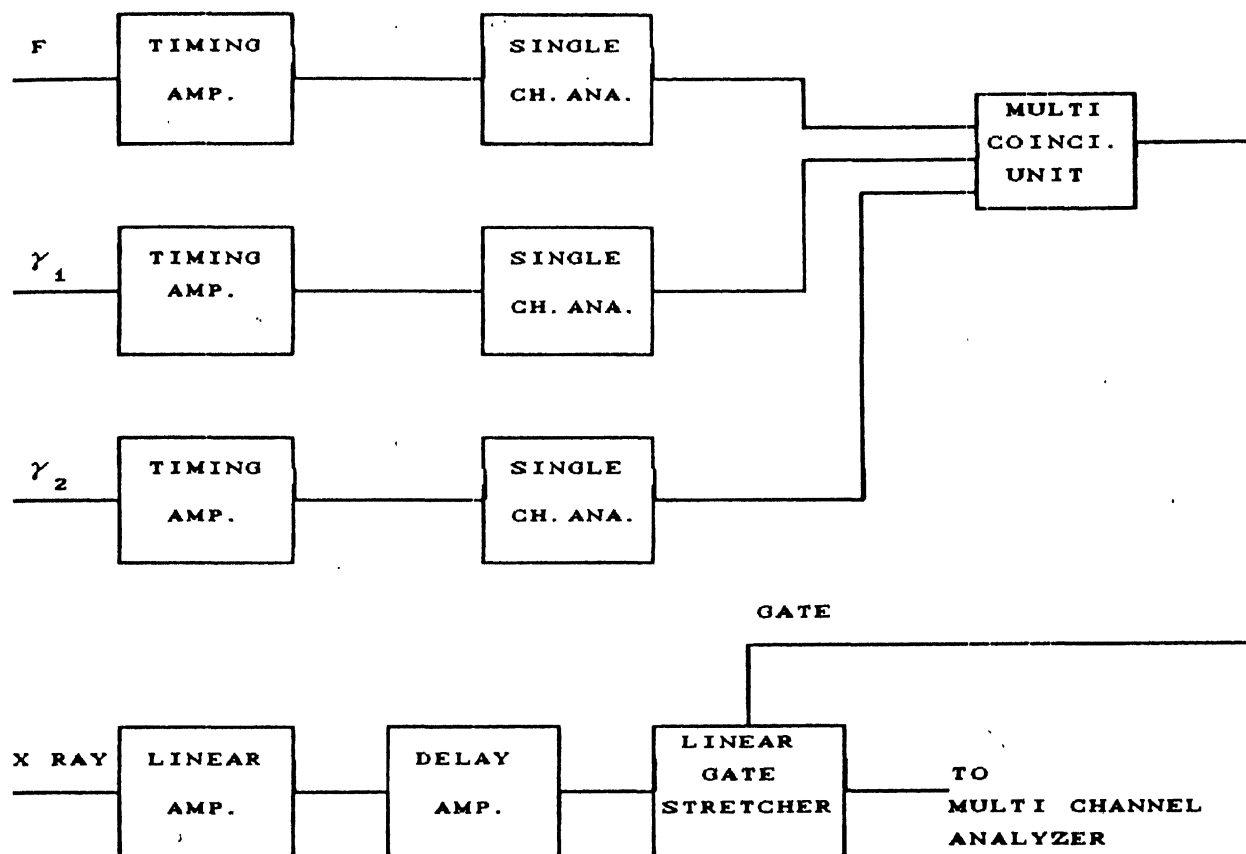 F
TIMING
AMP.
SINGLE
CH. ANA.
MULTI
COINCI.
UNIT
γ1
TIMING
AMP.
SINGLE
CH. ANA.
γ2
TIMING
AMP.
SINGLE
CH. ANA.
GATE
X RAY
LINEAR
AMP.
DELAY
AMP.
LINEAR
GATE
STRETCHER
TO
MULTI CHANNEL
ANALYZER